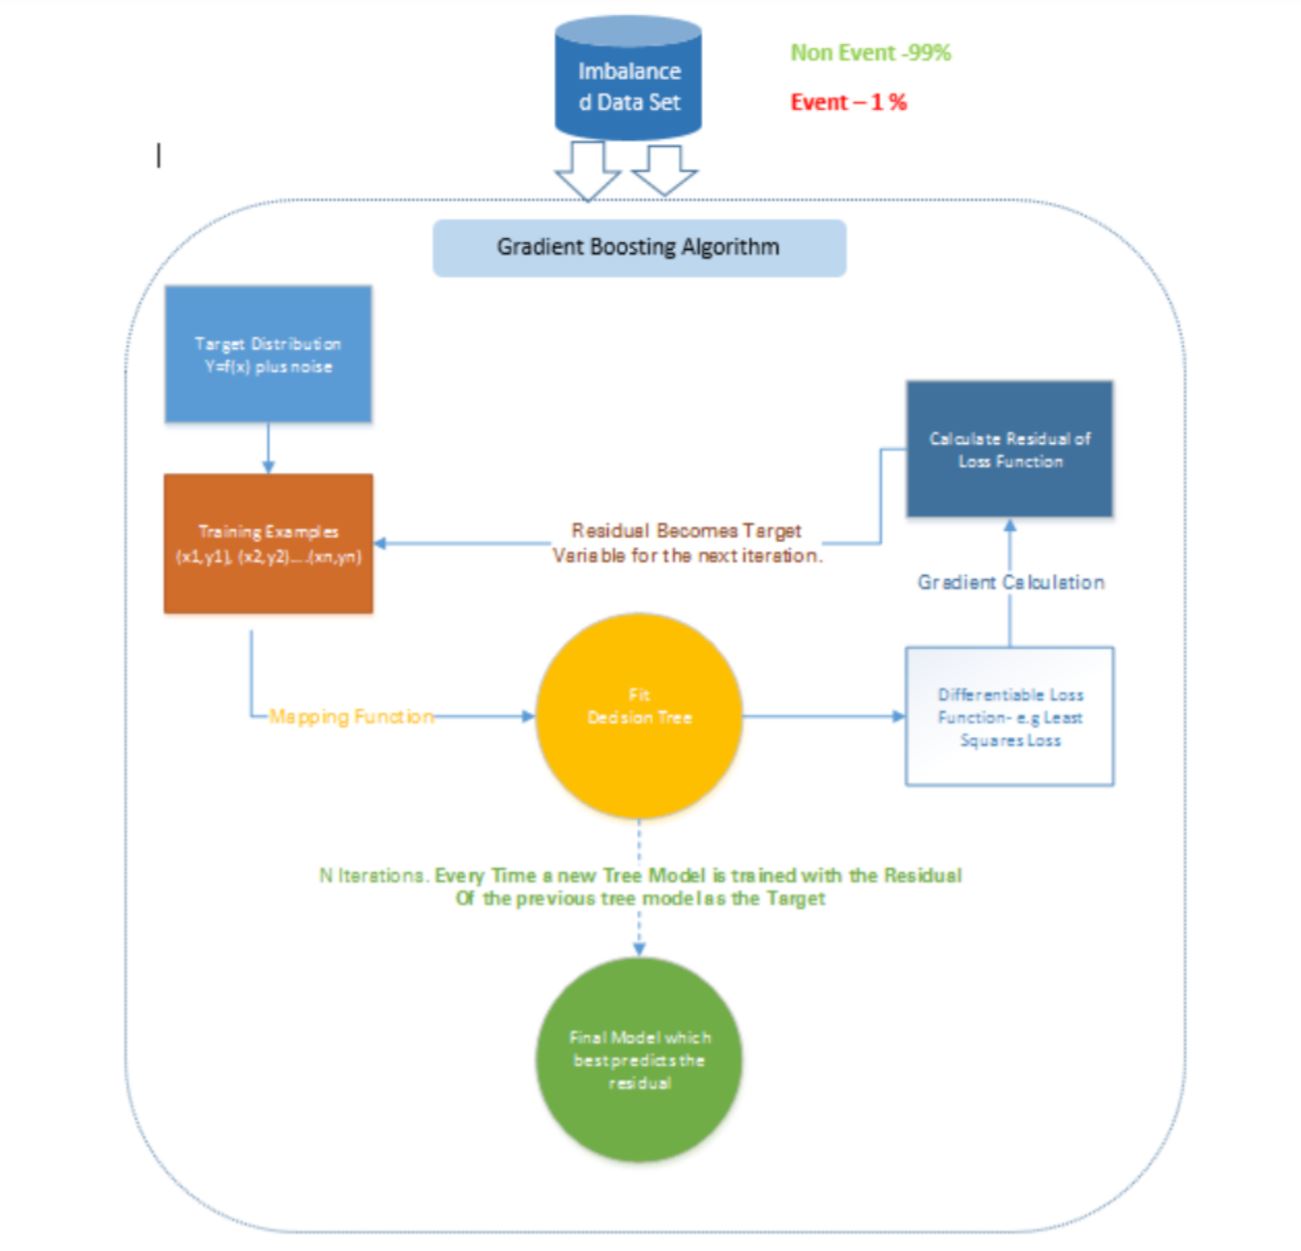 Imbalance
d Data Set
Non Event -99%
Event – 1 %
Gradient Boosting Algorithm
Target Distribution
Y=f(x) plus noise
Calculate Residual of
Loss Function
Training Examples
(x1,y1), (x2,y2)....(xn,yn)
Residual Becomes Target
Variable for the next iteration.
Gradient Calculation
Mapping Function
Fit
Decision Tree
Differentiable Loss
Function- e.g Least
Squares Loss
N Iterations. Every Time a new Tree Model is trained with the Residual
Of the previous tree model as the Target
Final Model which
best predicts the
residual